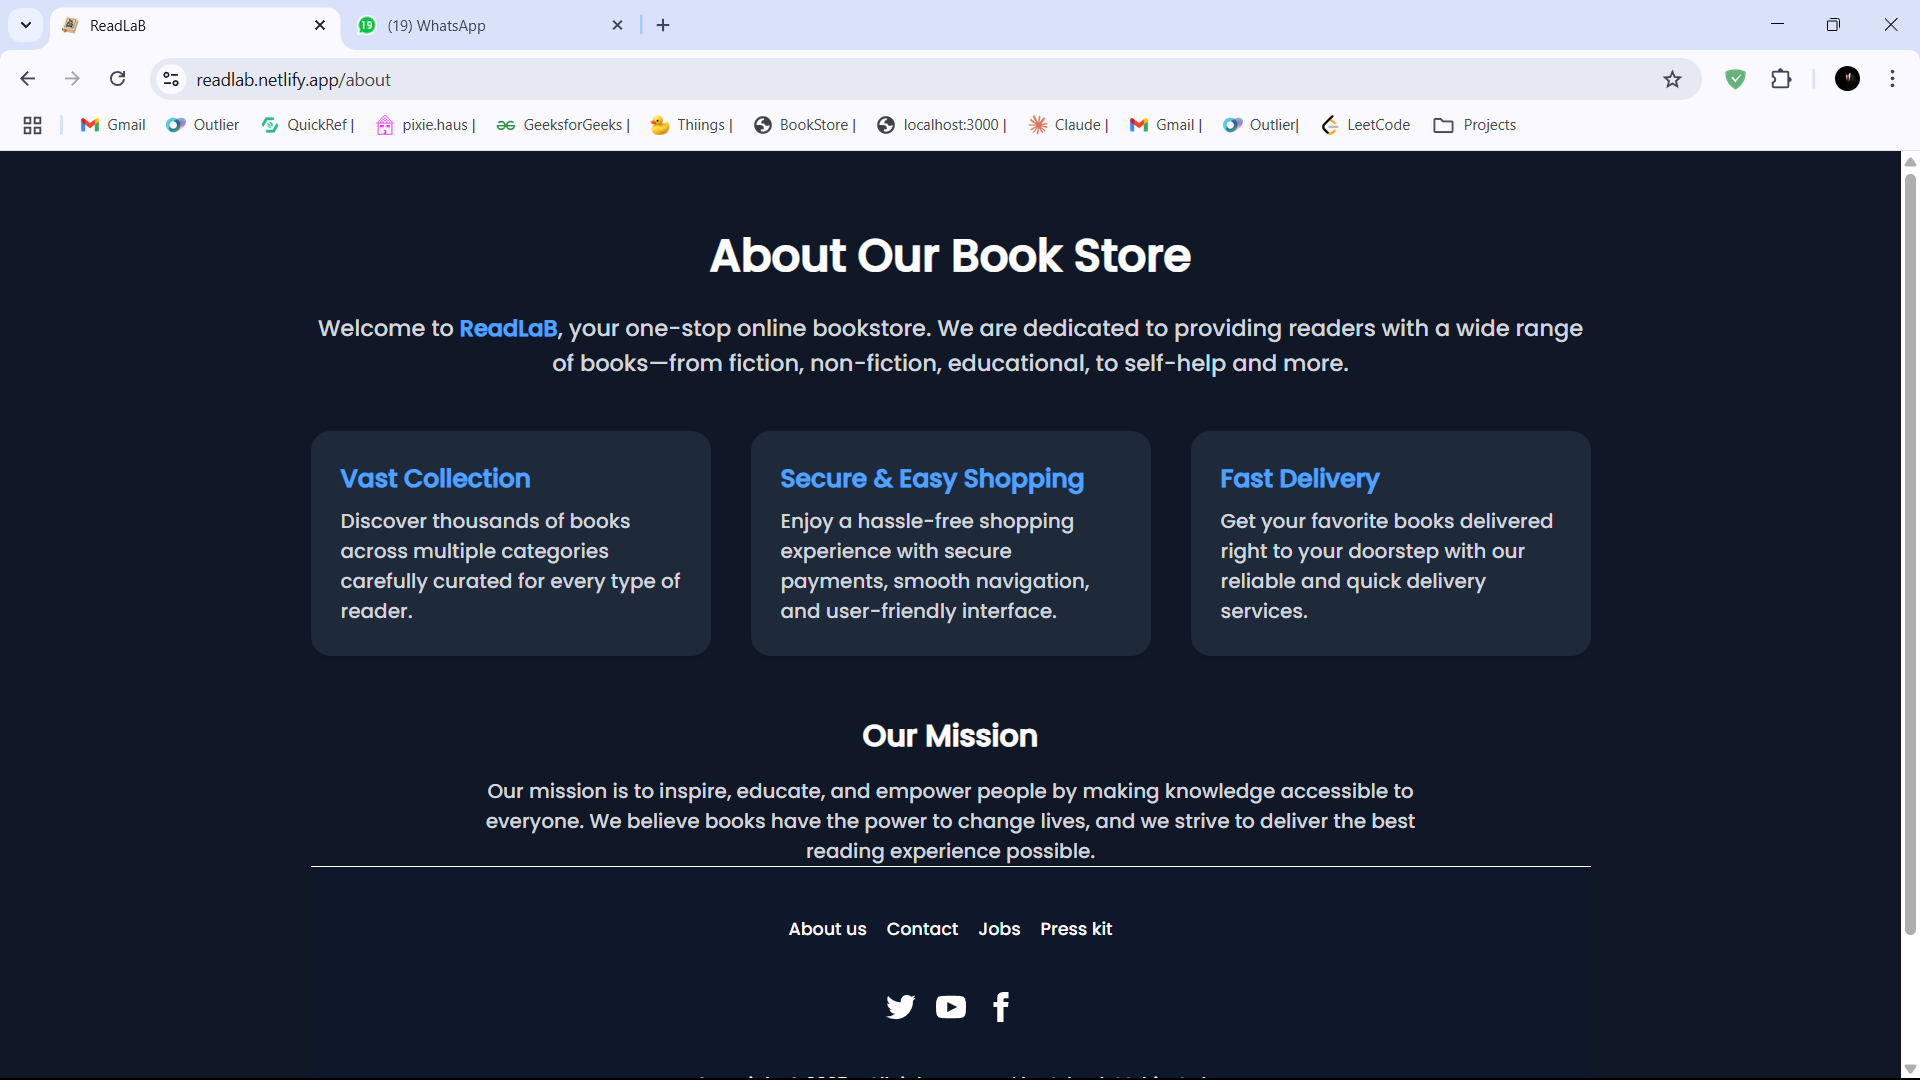 ReadLaB
19
(19) WhatsApp
readlab.netlify.app/about
Gmail
Outlier
QuickRef |
pixie.haus |
GeeksforGeeks |
Thiings |
BookStore |
localhost:3000 |
Claude |
Gmail |
Outlier|
LeetCode
Projects
About Our Book Store
Welcome to ReadLaB, your one-stop online bookstore. We are dedicated to providing readers with a wide range
of books—from fiction, non-fiction, educational, to self-help and more.
Vast Collection
Discover thousands of books
across multiple categories
carefully curated for every type of
reader.
Secure & Easy Shopping
Enjoy a hassle-free shopping
experience with secure
payments, smooth navigation,
and user-friendly interface.
Fast Delivery
Get your favorite books delivered
right to your doorstep with our
reliable and quick delivery
services.
Our Mission
Our mission is to inspire, educate, and empower people by making knowledge accessible to
everyone. We believe books have the power to change lives, and we strive to deliver the best
reading experience possible.
About us
Contact
Jobs
Press kit